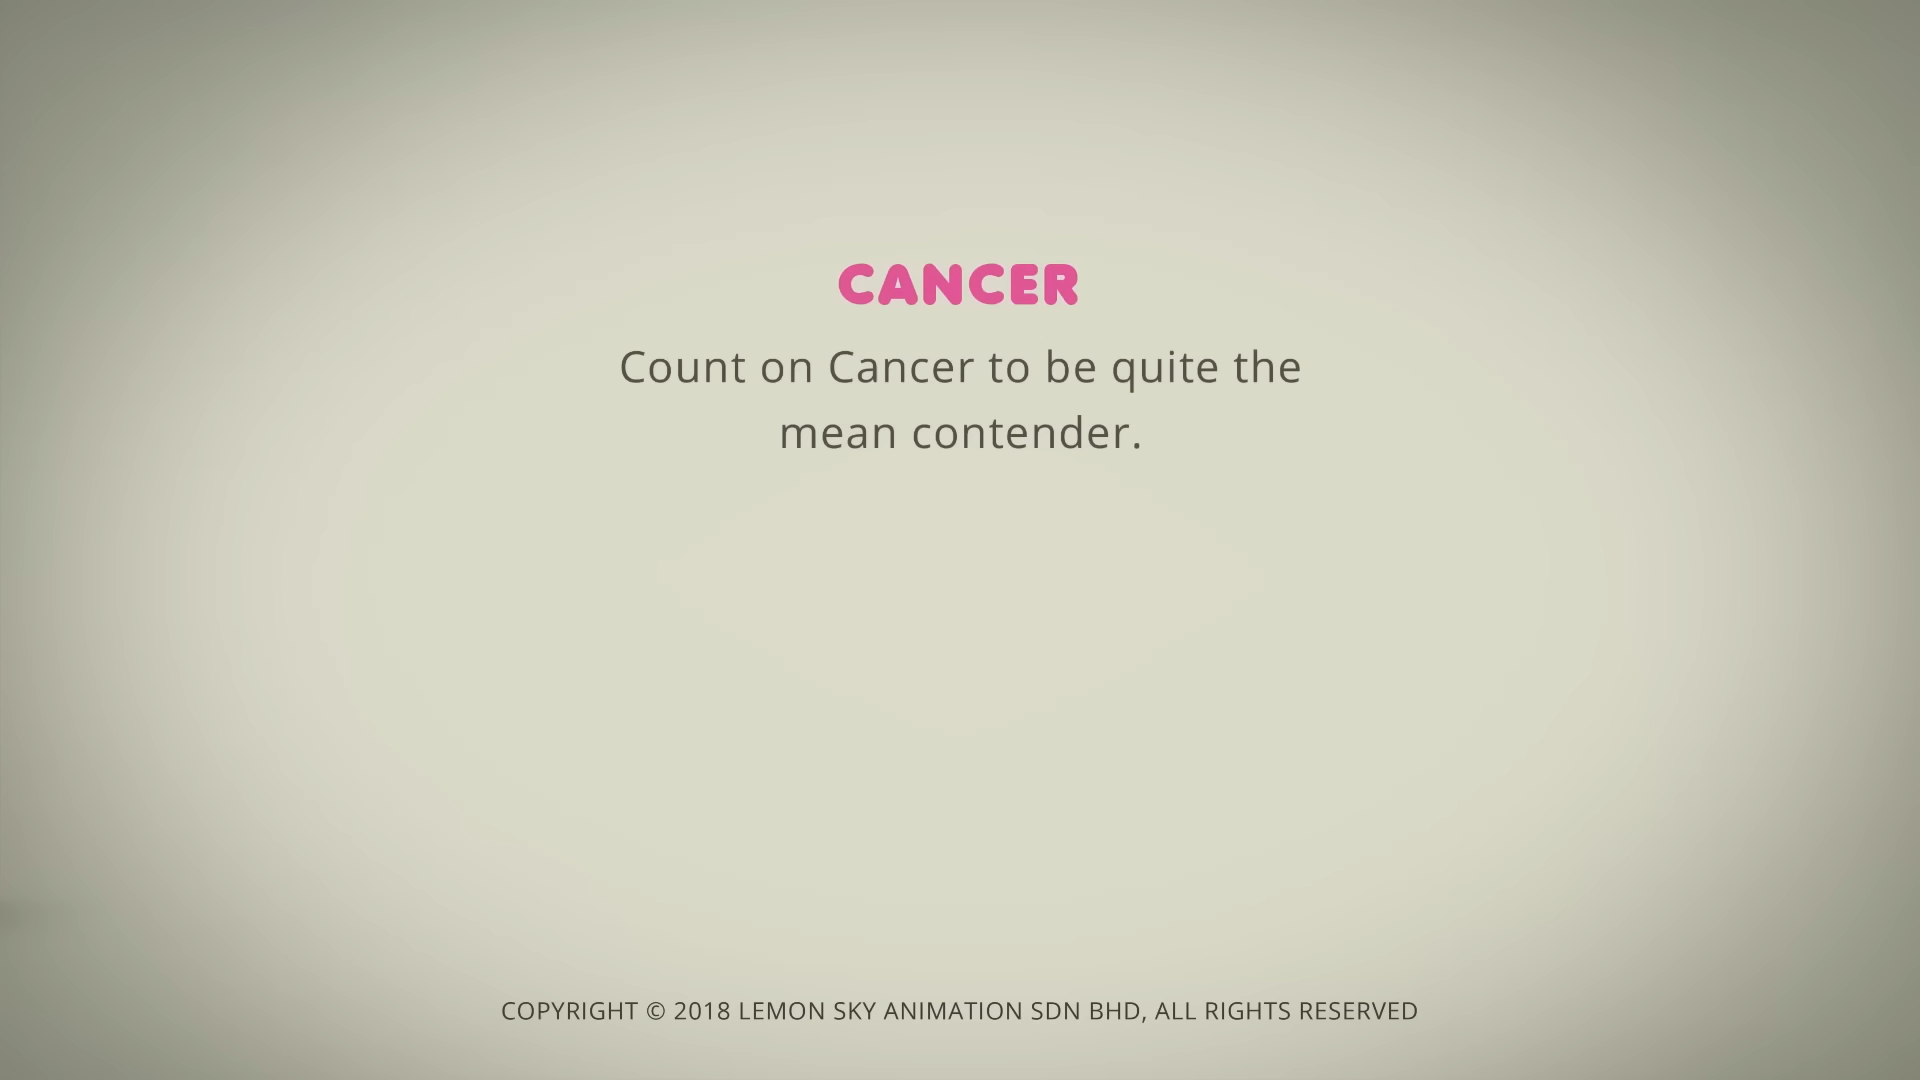 CANCER
Count on Cancer to be quite the
mean contender.
COPYRIGHT © 2018 LEMON SKY ANIMATION SDN BHD, ALL RIGHTS RESERVED